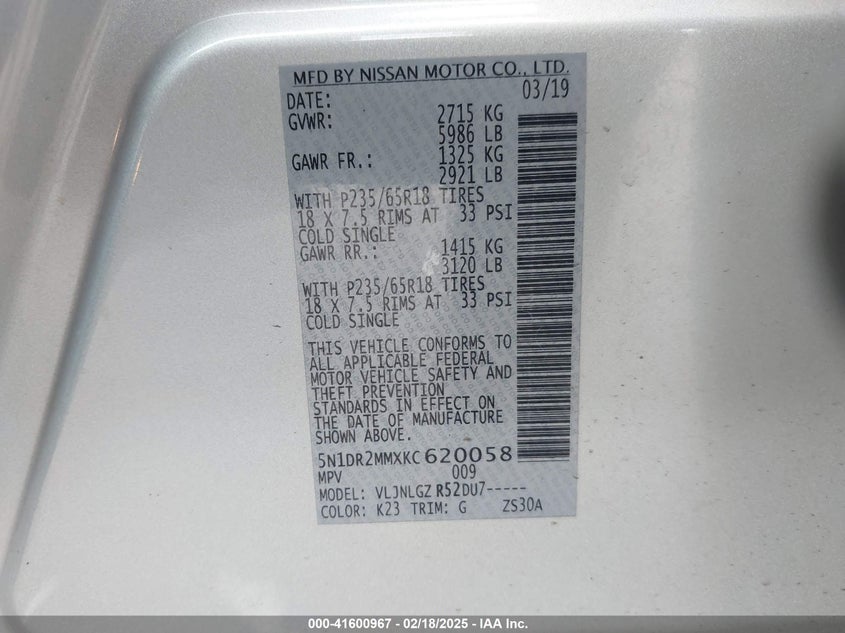 MFD BY NISSAN MOTOR CO., LTD.
DATE: 03/19
GVWR: 2715 KG
5986 LB
GAWR FR.: 1325 KG
2921 LB
WITH P235/65R18 TIRES
18 X 7.5 RIMS AT 33 PSI
COLD SINGLE
GAWR RR.: 1415 KG
3120 LB
WITH P235/65R18 TIRES
18 X 7.5 RIMS AT 33 PSI
COLD SINGLE
THIS VEHICLE CONFORMS TO
ALL APPLICABLE FEDERAL
MOTOR VEHICLE SAFETY AND
THEFT PREVENTION
STANDARDS IN EFFECT ON
THE DATE OF MANUFACTURE
SHOWN ABOVE.
5N1DR2MMXKC620058
MPV 009
MODEL: VLJNLGZ R52DU7-----
COLOR: K23 TRIM: G ZS30A
000-41600967 - 02/18/2025 - IAA Inc.